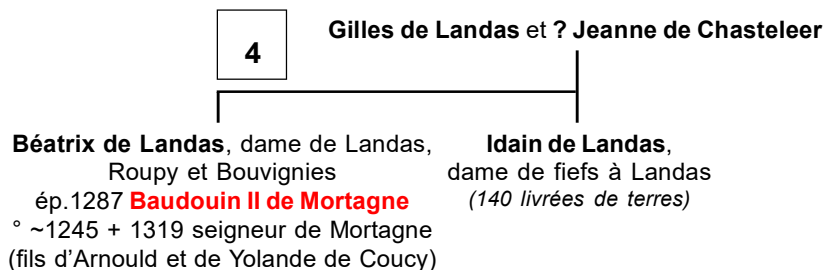 4
Gilles de Landas et ? Jeanne de Chasteleer
Béatrix de Landas, dame de Landas,
Roupy et Bouvignies
ép.1287 Baudouin II de Mortagne
° ~1245 + 1319 seigneur de Mortagne
(fils d'Arnould et de Yolande de Coucy)
Idain de Landas,
dame de fiefs à Landas
(140 livrées de terres)